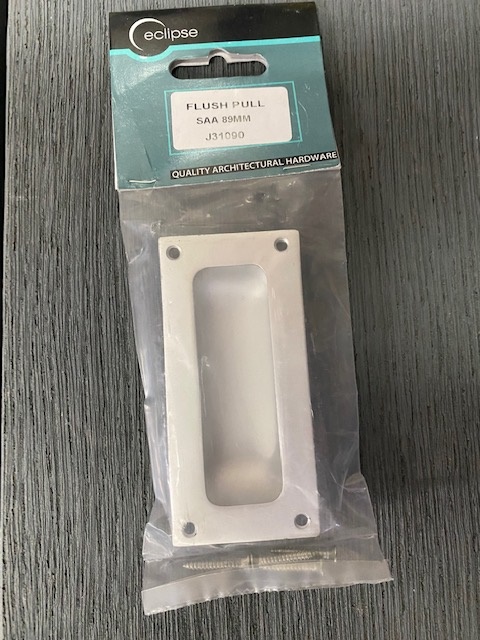 eclipse
FLUSH PULL
SAA 89MM
J31090
QUALITY ARCHITECTURAL HARDWARE